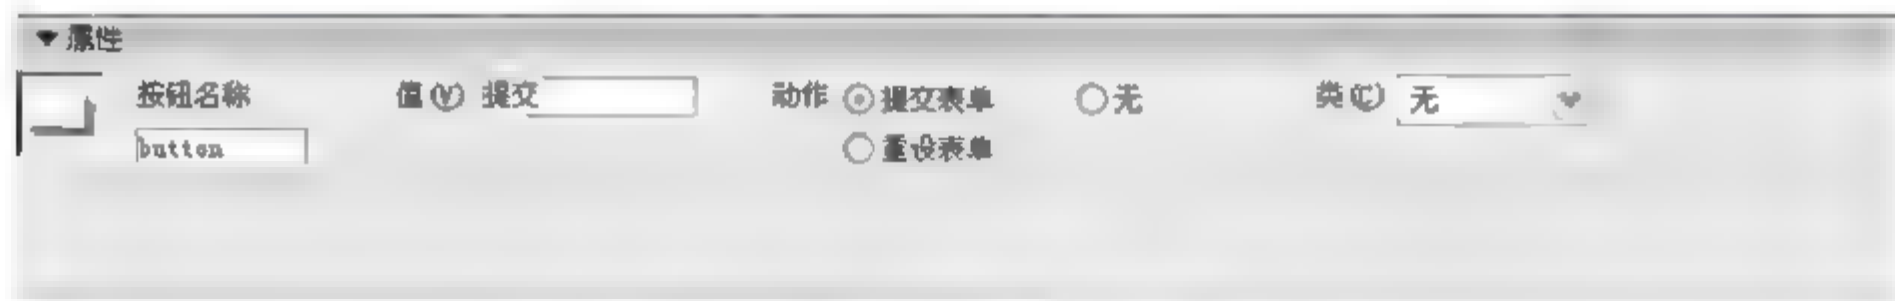 属性
按钮名称 值(V) 提交 动作 提交表单 无 类(C) 无
button 重设表单